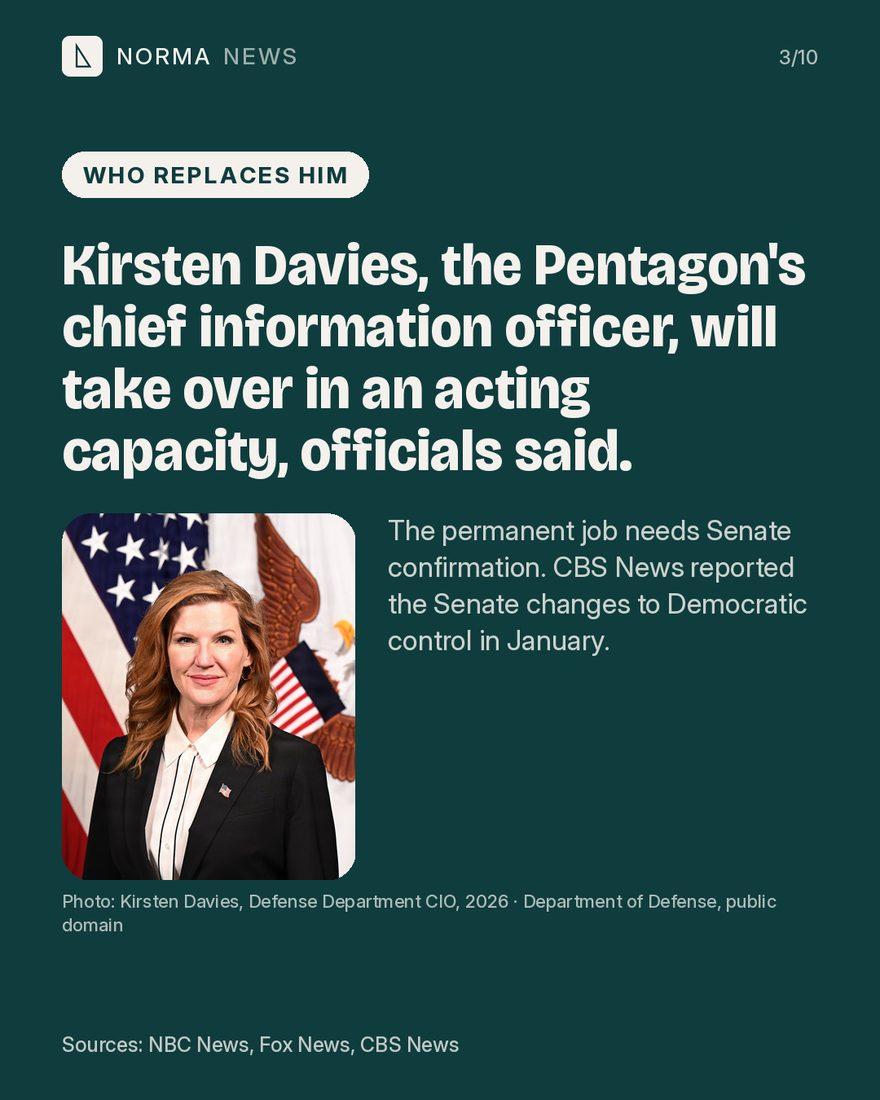 NORMA NEWS
3/10
WHO REPLACES HIM
Kirsten Davies, the Pentagon's
chief information officer, will
take over in an acting
capacity, officials said.
The permanent job needs Senate
confirmation. CBS News reported
the Senate changes to Democratic
control in January.
Photo: Kirsten Davies, Defense Department CIO, 2026 · Department of Defense, public
domain
Sources: NBC News, Fox News, CBS News